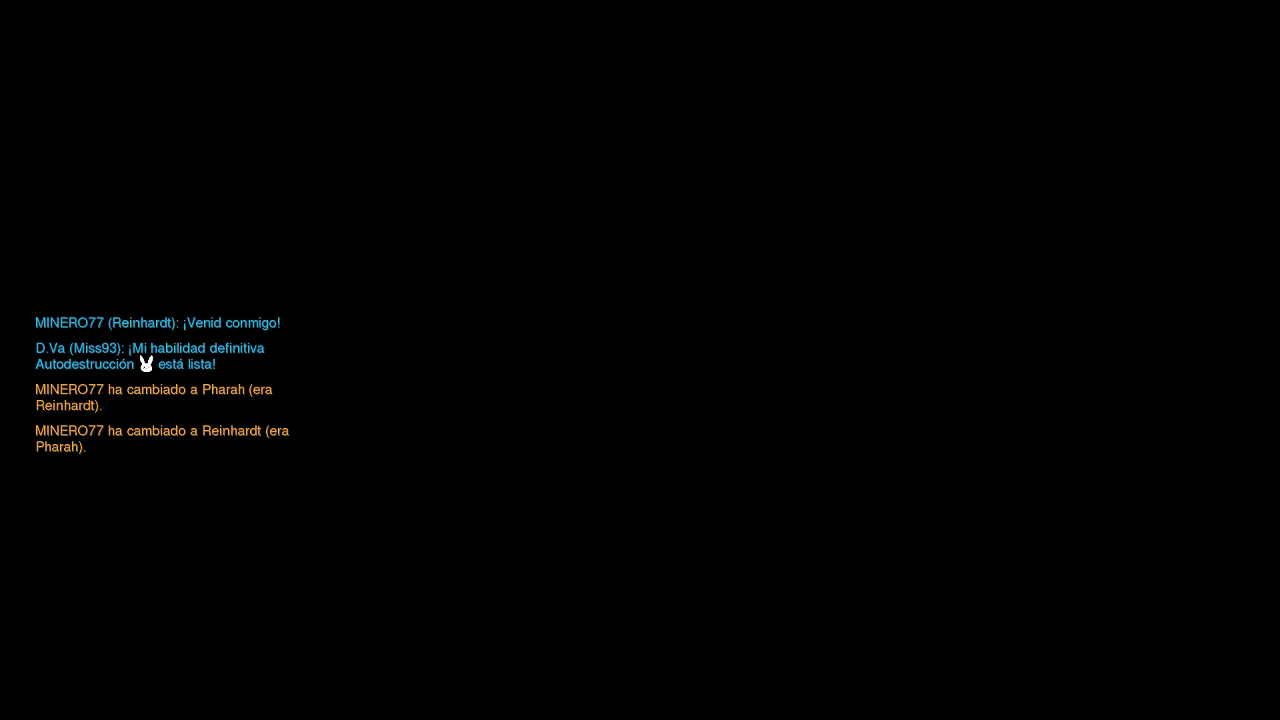 MINERO77 (Reinhardt): ¡Venid conmigo!
D.Va (Miss93): ¡Mi habilidad definitiva
Autodestrucción está lista!
MINERO77 ha cambiado a Pharah (era
Reinhardt).
MINERO77 ha cambiado a Reinhardt (era
Pharah).